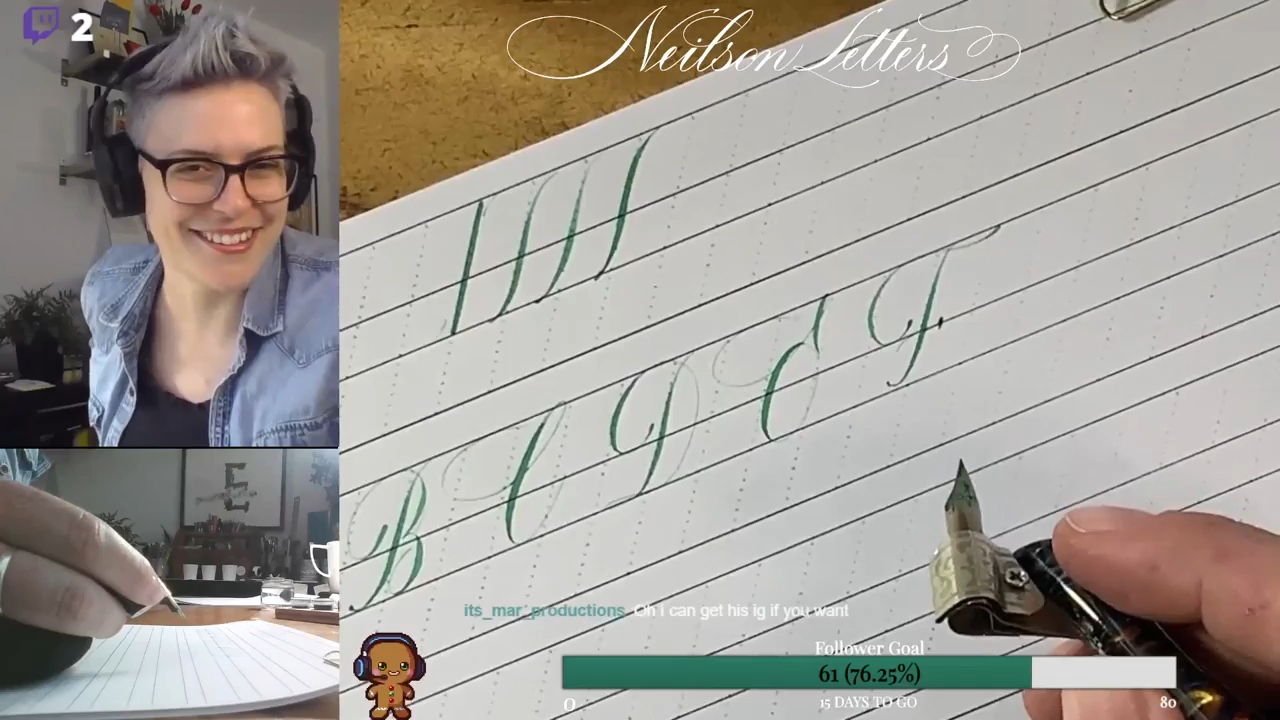 2
Neilson Letters
B C D E T
its_mar_productions Oh i can get his ig if you want
Follower Goal
61 (76.25%)
0 15 DAYS TO GO 80